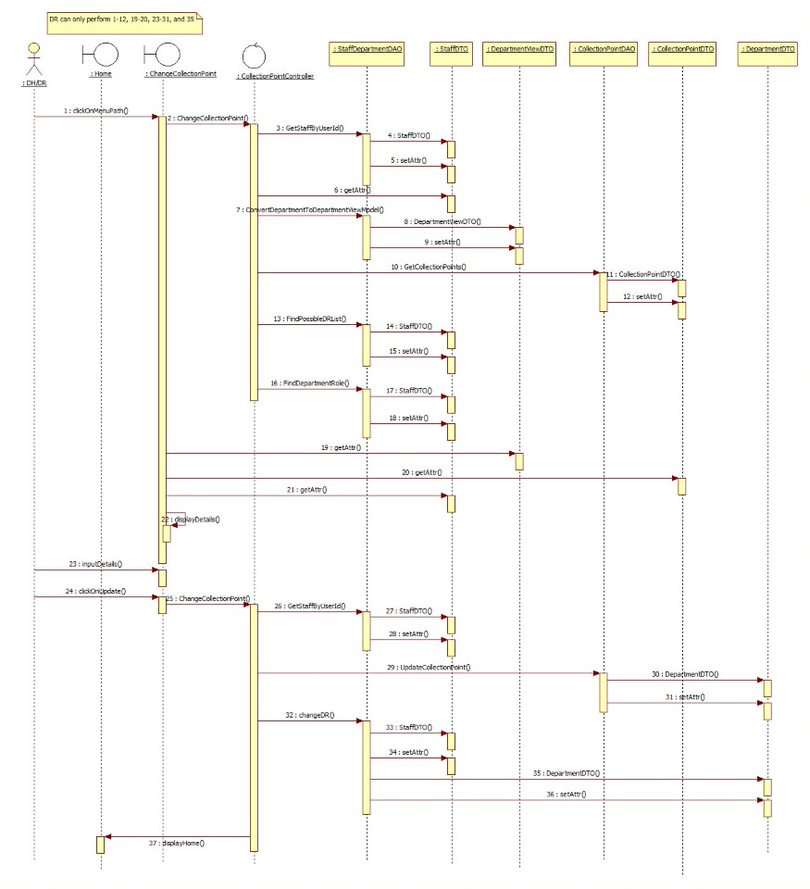 DR can only perform 1-12, 19-20, 23-31, and 35
: DH/DR
: Home
: ChangeCollectionPoint
: CollectionPointController
: StaffDepartmentDAO
: StaffDTO
: DepartmentViewDTO
: CollectionPointDAO
: CollectionPointDTO
: DepartmentDTO
1 : clickOnMenuPath()
2 : ChangeCollectionPoint()
3 : GetStaffByUserId()
4 : StaffDTO()
5 : setAttr()
6 : getAttr()
7 : ConvertDepartmentToDepartmentViewModel()
8 : DepartmentViewDTO()
9 : setAttr()
10 : GetCollectionPoints()
11 : CollectionPointDTO()
12 : setAttr()
13 : FindPossibleDRList()
14 : StaffDTO()
15 : setAttr()
16 : FindDepartmentRole()
17 : StaffDTO()
18 : setAttr()
19 : getAttr()
20 : getAttr()
21 : getAttr()
22 : displayDetails()
23 : inputDetails()
24 : clickOnUpdate()
25 : ChangeCollectionPoint()
26 : GetStaffByUserId()
27 : StaffDTO()
28 : setAttr()
29 : UpdateCollectionPoint()
30 : DepartmentDTO()
31 : setAttr()
32 : changeDR()
33 : StaffDTO()
34 : setAttr()
35 : DepartmentDTO()
36 : setAttr()
37 : displayHome()